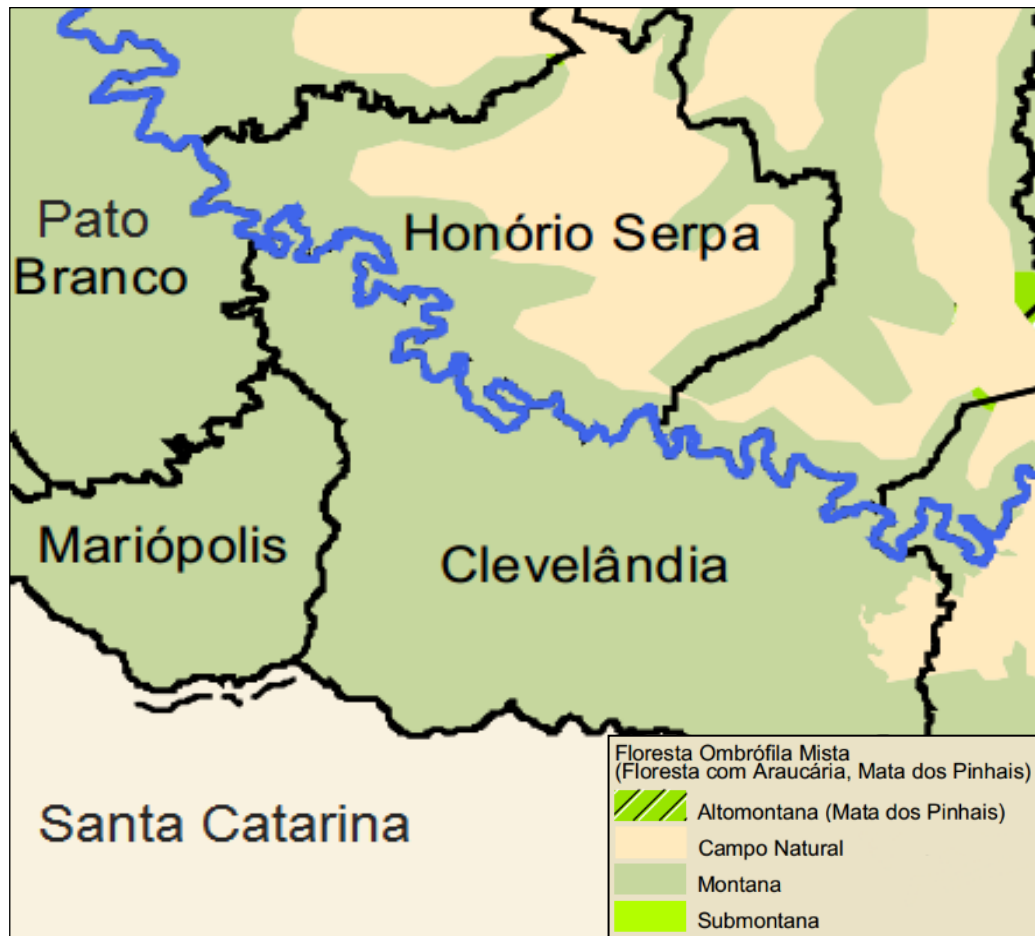 Pato
Branco
Honório Serpa
Mariópolis
Clevelândia
Santa Catarina
Floresta Ombrófila Mista
(Floresta com Araucária, Mata dos Pinhais)
Altomontana (Mata dos Pinhais)
Campo Natural
Montana
Submontana